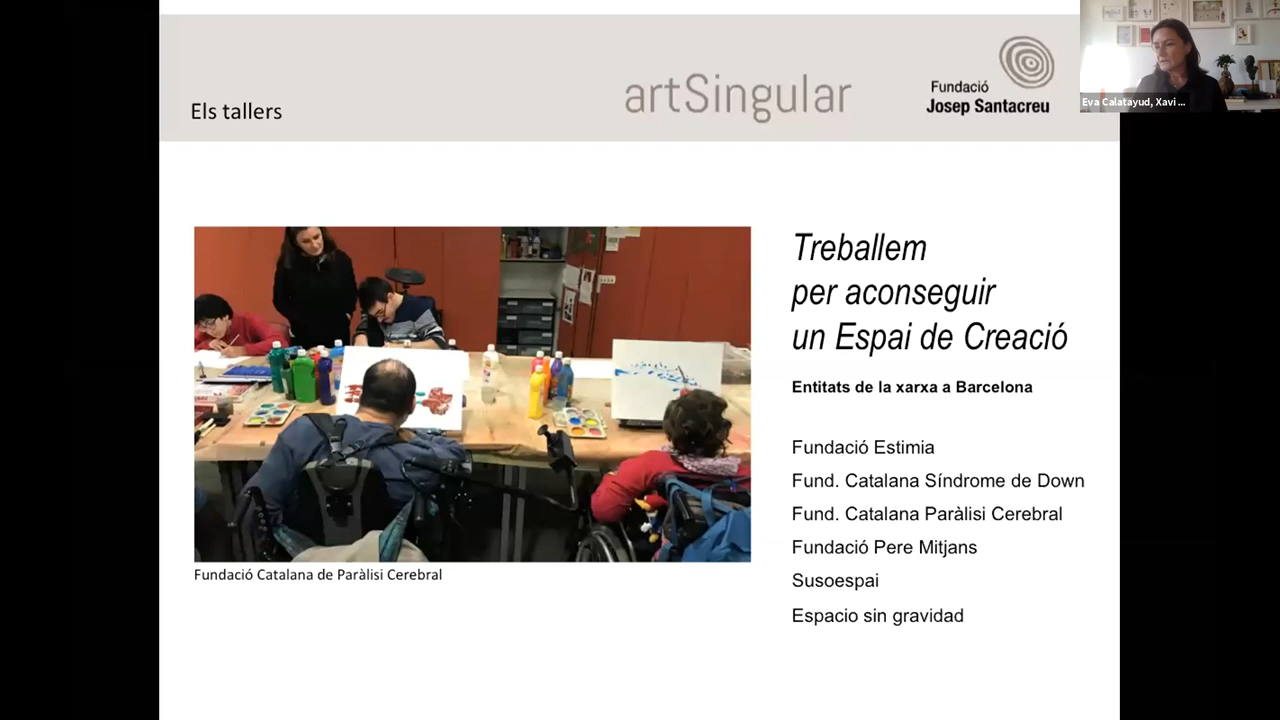 Els tallers
artSingular
Fundació
Josep Santacreu
Eva Calatayud, Xavi ...
Treballem
per aconseguir
un Espai de Creació
Entitats de la xarxa a Barcelona
Fundació Estimia
Fund. Catalana Síndrome de Down
Fund. Catalana Paràlisi Cerebral
Fundació Pere Mitjans
Susoespai
Espacio sin gravidad
Fundació Catalana de Paràlisi Cerebral